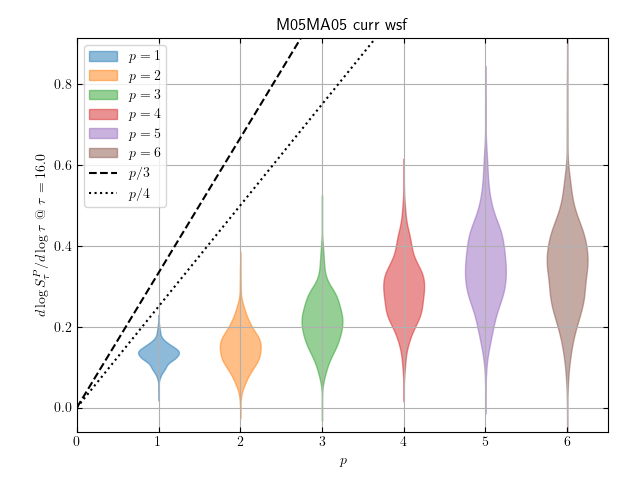 M05MA05 curr wsf
p = 1
p = 2
p = 3
p = 4
p = 5
p = 6
p/3
p/4
d log S_τ^P / d log τ @ τ = 16.0
0.8
0.6
0.4
0.2
0.0
0 1 2 3 4 5 6
p